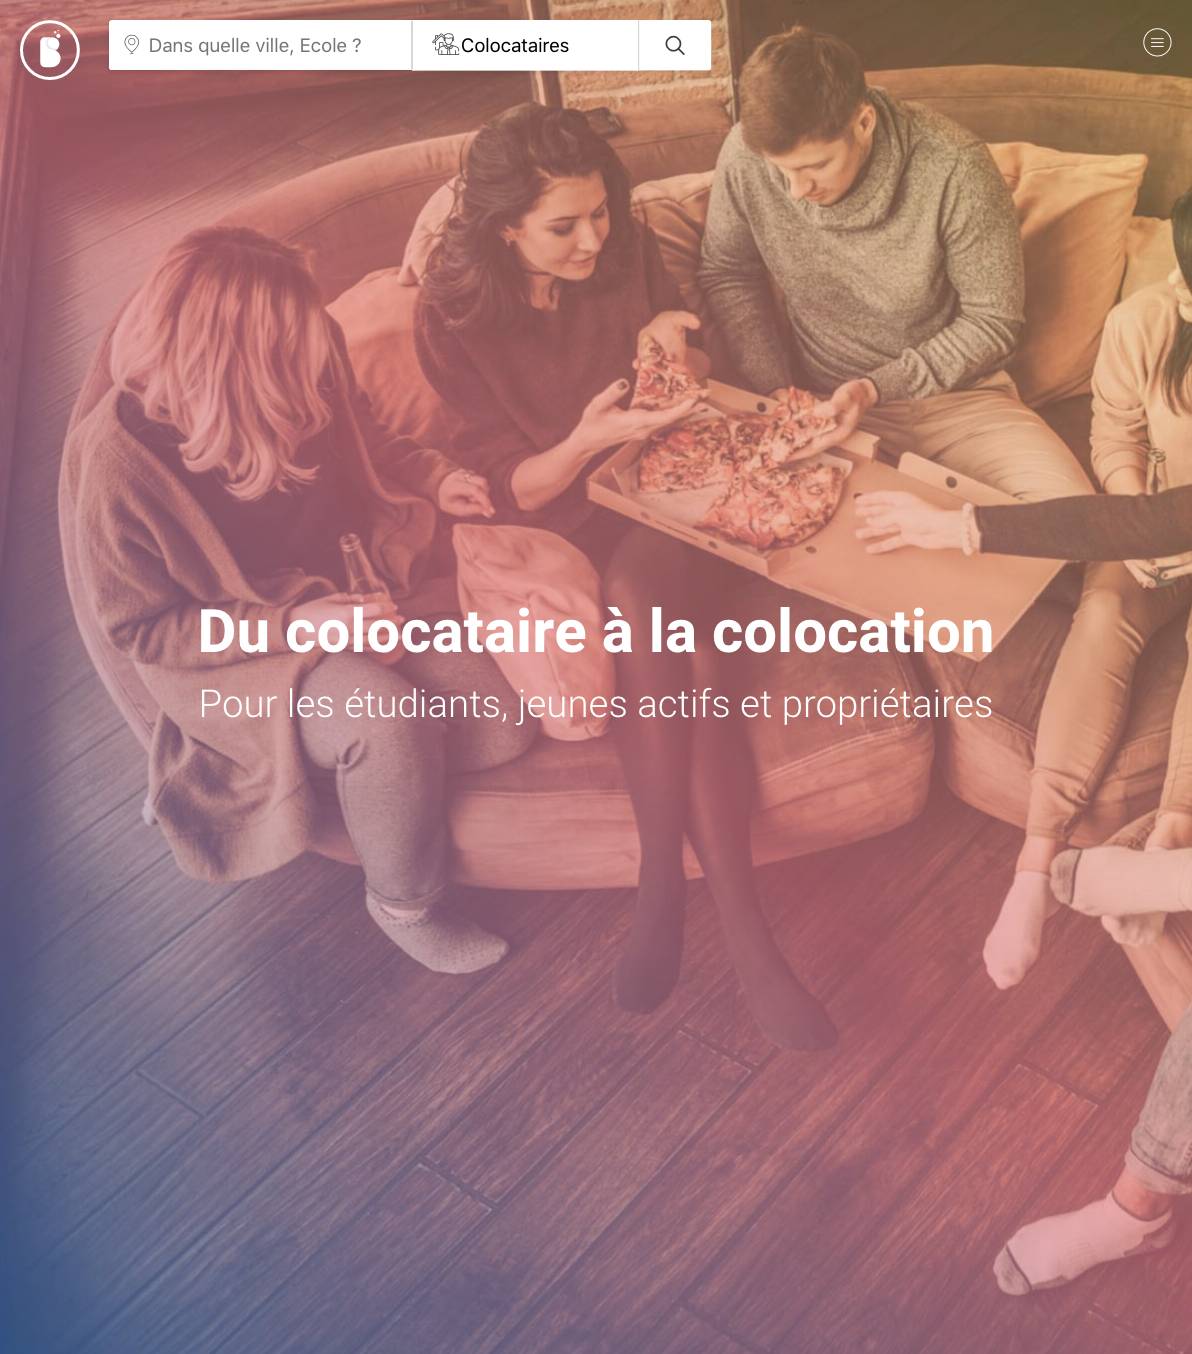 B
Dans quelle ville, Ecole ?
Colocataires
Du colocataire à la colocation
Pour les étudiants, jeunes actifs et propriétaires